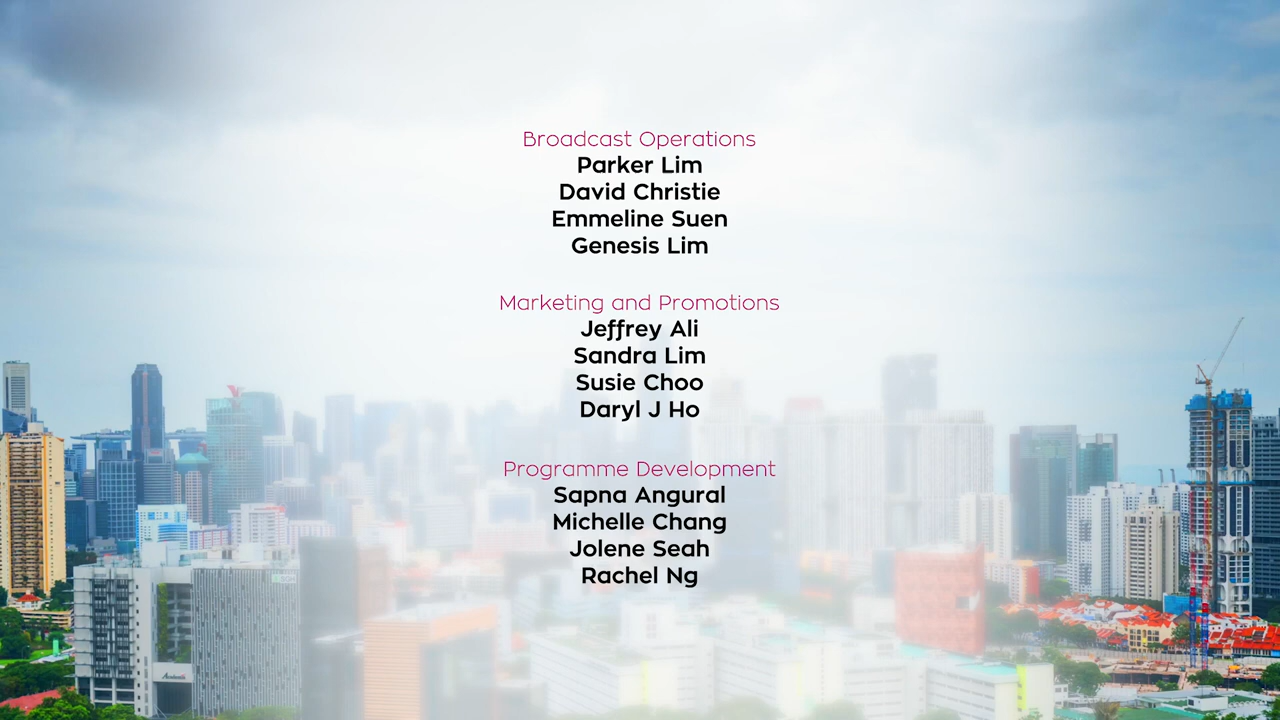 Broadcast Operations
Parker Lim
David Christie
Emmeline Suen
Genesis Lim
Marketing and Promotions
Jeffrey Ali
Sandra Lim
Susie Choo
Daryl J Ho
Programme Development
Sapna Angural
Michelle Chang
Jolene Seah
Rachel Ng